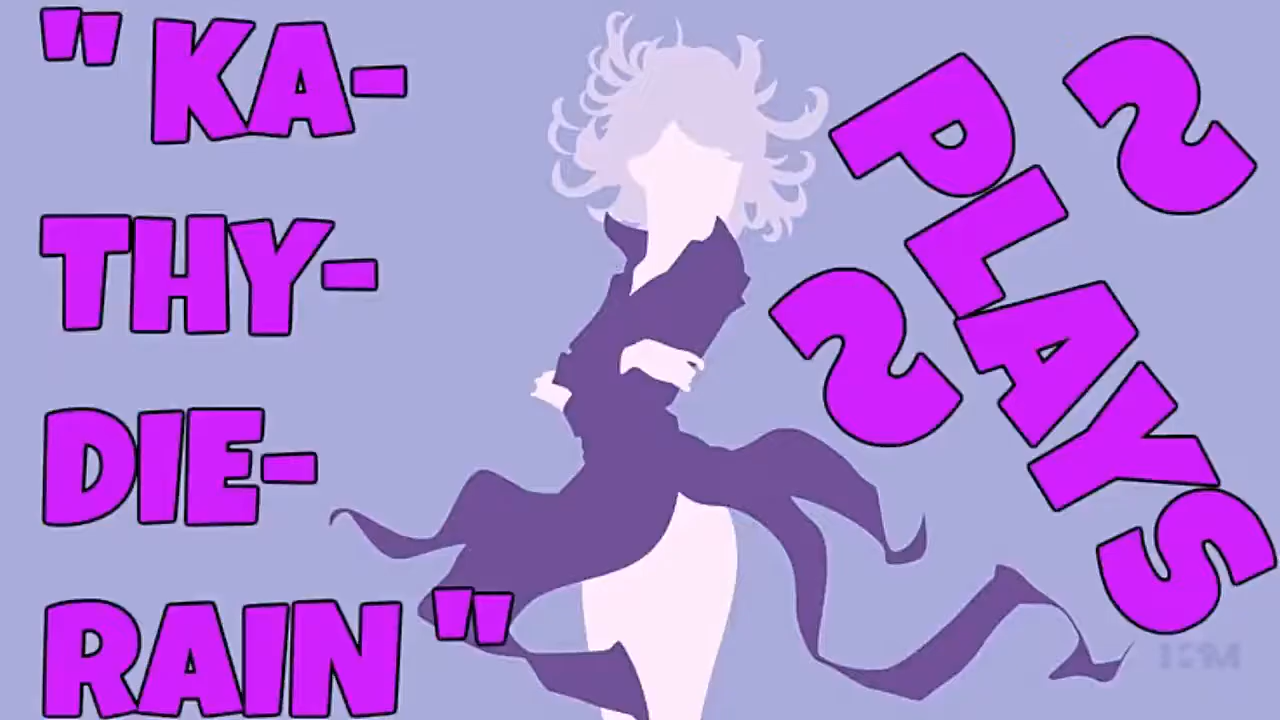 " KA-
THY-
DIE-
RAIN "
~
PLAYS
~